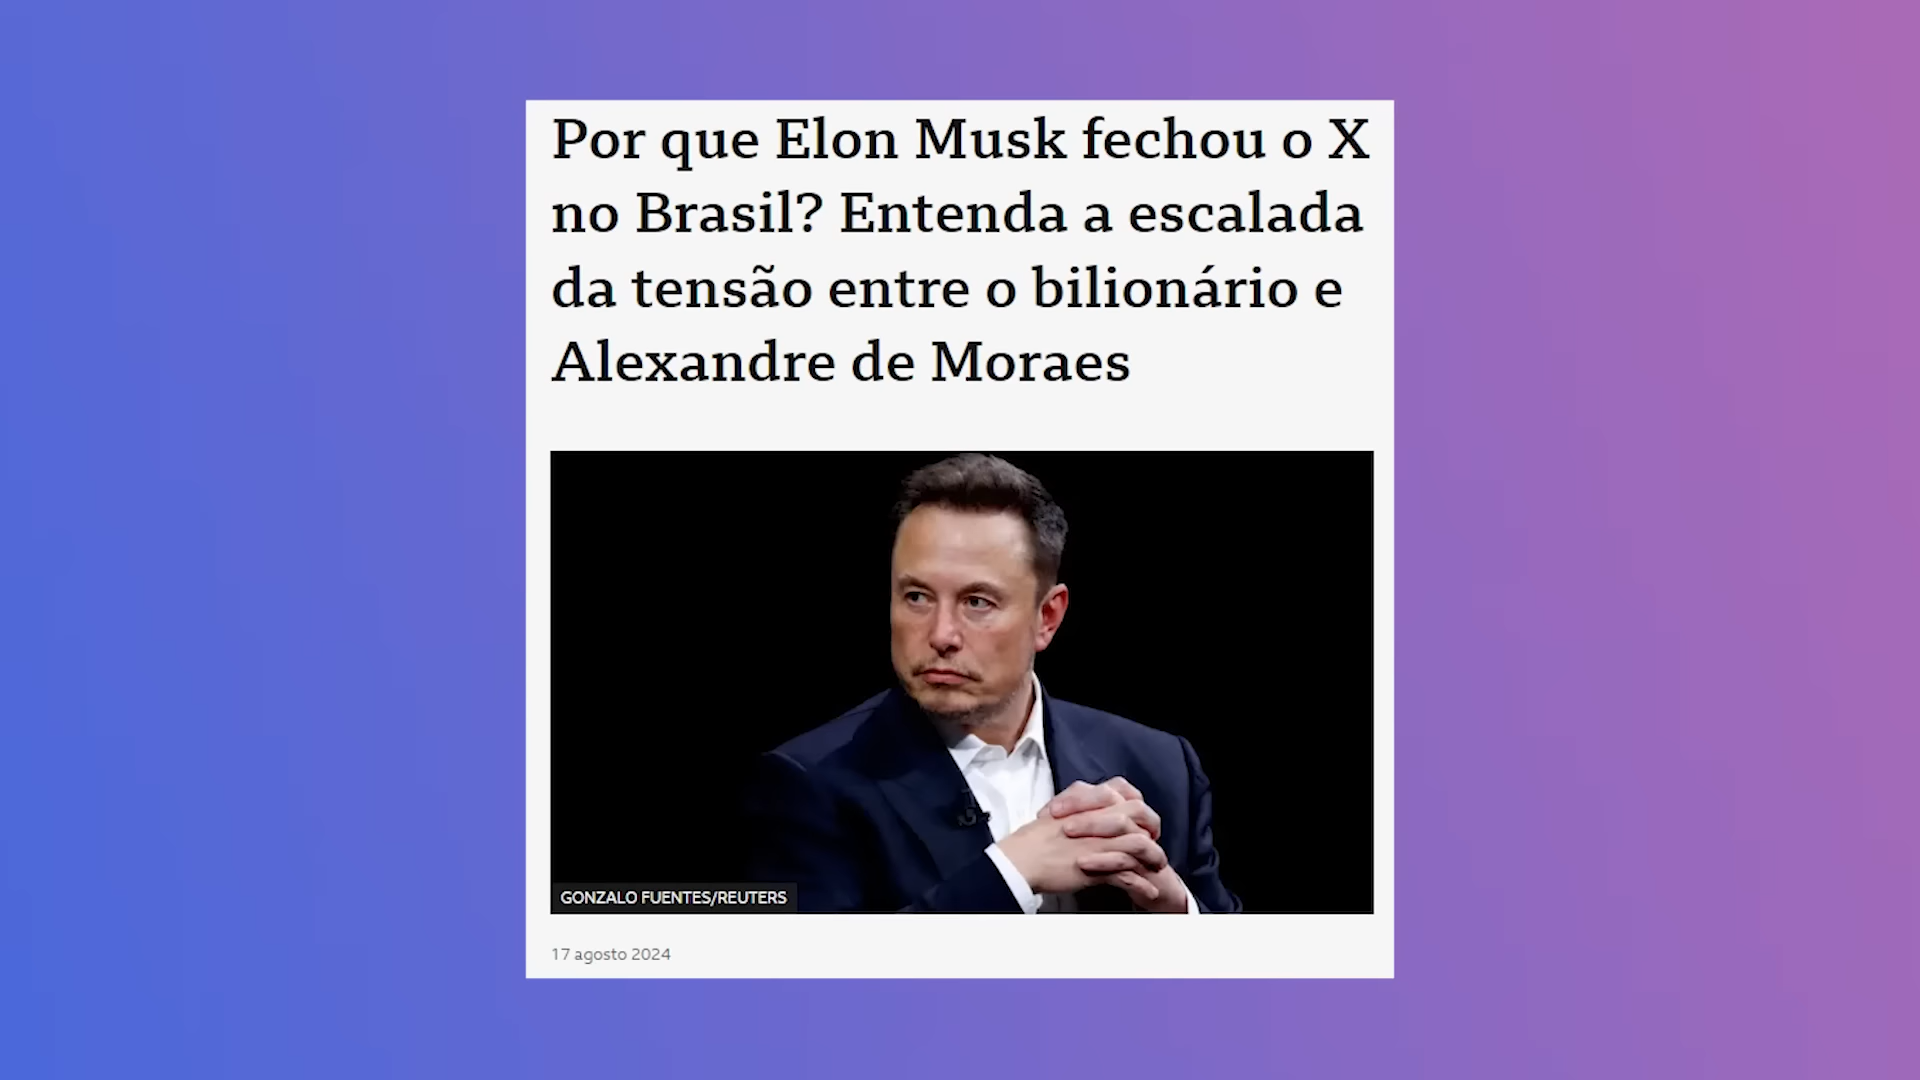 Por que Elon Musk fechou o X
no Brasil? Entenda a escalada
da tensão entre o bilionário e
Alexandre de Moraes
GONZALO FUENTES/REUTERS
17 agosto 2024